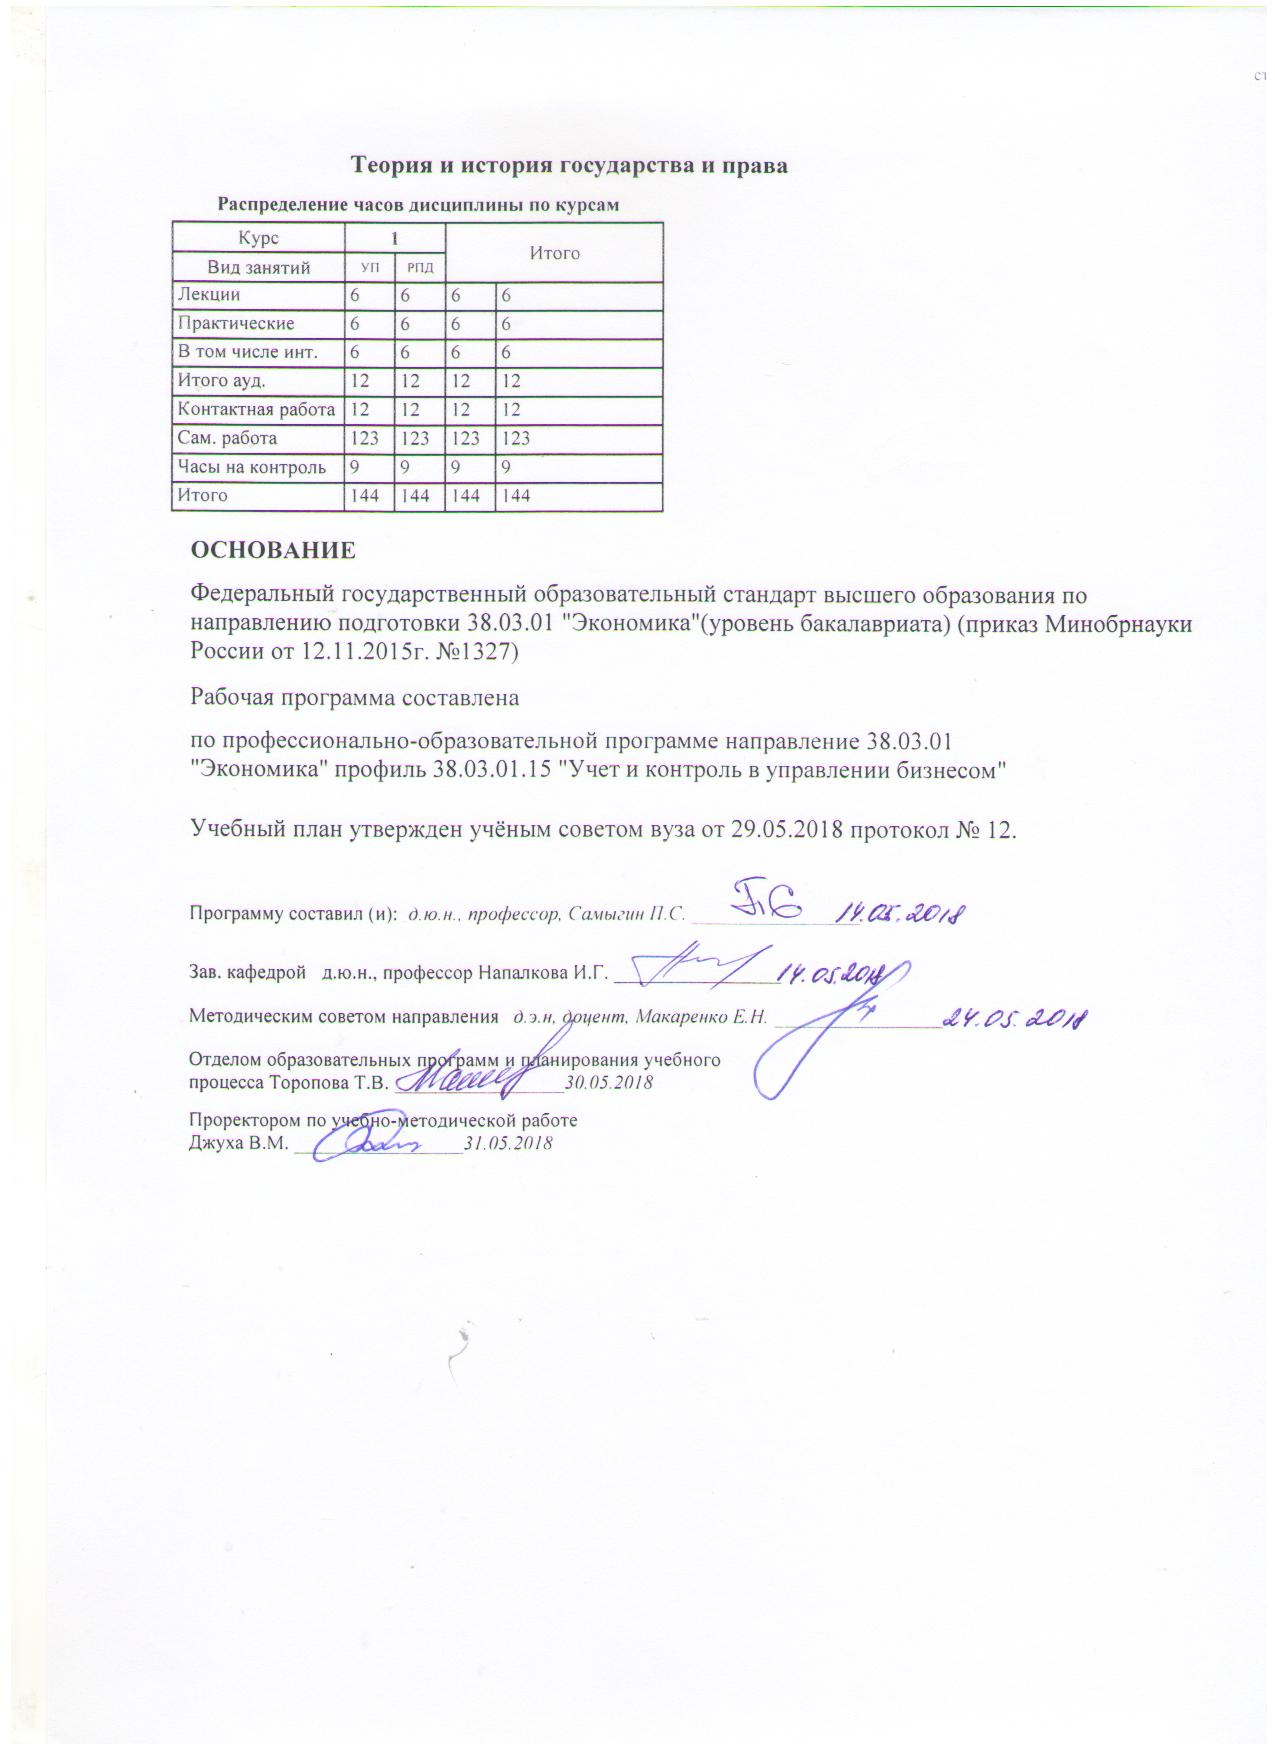 ст
Теория и история государства и права
Распределение часов дисциплины по курсам
Курс 1 Итого
Вид занятий УП РПД
Лекции 6 6 6 6
Практические 6 6 6 6
В том числе инт. 6 6 6 6
Итого ауд. 12 12 12 12
Контактная работа 12 12 12 12
Сам. работа 123 123 123 123
Часы на контроль 9 9 9 9
Итого 144 144 144 144
ОСНОВАНИЕ
Федеральный государственный образовательный стандарт высшего образования по
направлению подготовки 38.03.01 "Экономика"(уровень бакалавриата) (приказ Минобрнауки
России от 12.11.2015г. №1327)
Рабочая программа составлена
по профессионально-образовательной программе направление 38.03.01
"Экономика" профиль 38.03.01.15 "Учет и контроль в управлении бизнесом"
Учебный план утвержден учёным советом вуза от 29.05.2018 протокол № 12.
Программу составил (и): д.ю.н., профессор, Самыгин П.С. 14.05.2018
Зав. кафедрой д.ю.н., профессор Напалкова И.Г. 14.05.2018
Методическим советом направления д.э.н, доцент, Макаренко Е.Н. 24.05.2018
Отделом образовательных программ и планирования учебного
процесса Торопова Т.В. 30.05.2018
Проректором по учебно-методической работе
Джуха В.М. 31.05.2018